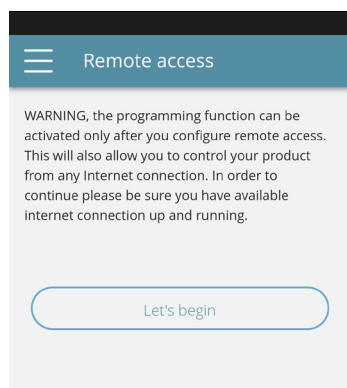 Remote access
WARNING, the programming function can be
activated only after you configure remote access.
This will also allow you to control your product
from any Internet connection. In order to
continue please be sure you have available
internet connection up and running.
Let's begin